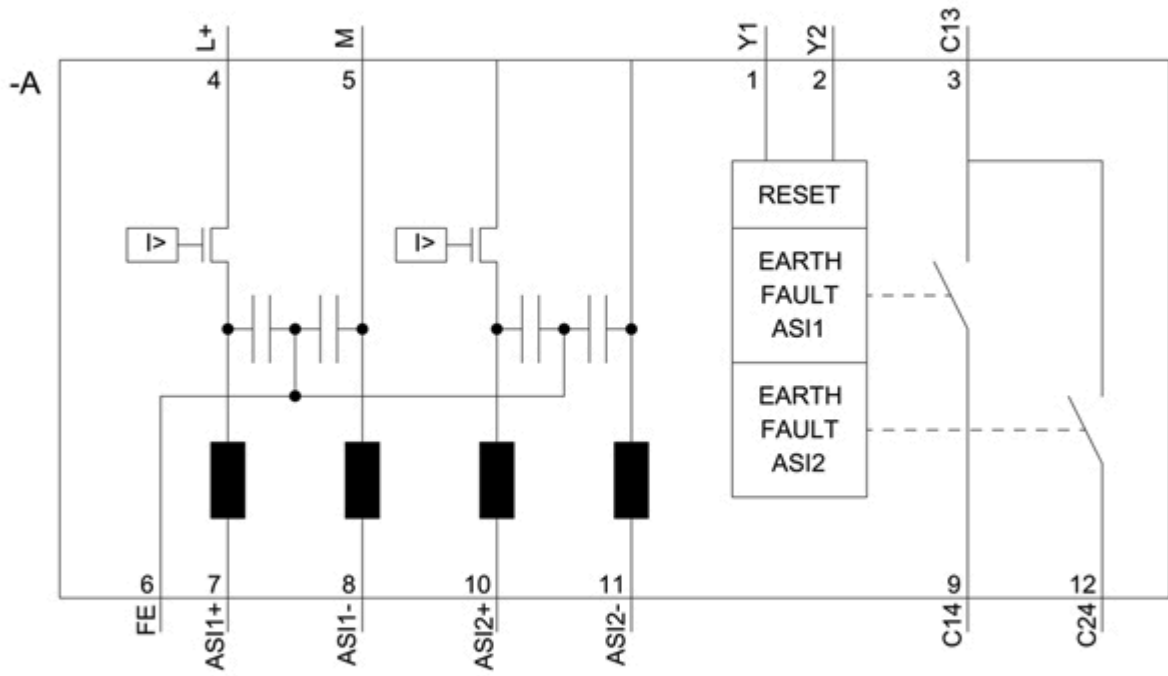 L+
M
Y1
Y2
C13
-A
4
5
1
2
3
RESET
I>
I>
EARTH
FAULT
ASI1
EARTH
FAULT
ASI2
6
7
8
10
11
9
12
FE
ASI1+
ASI1-
ASI2+
ASI2-
C14
C24